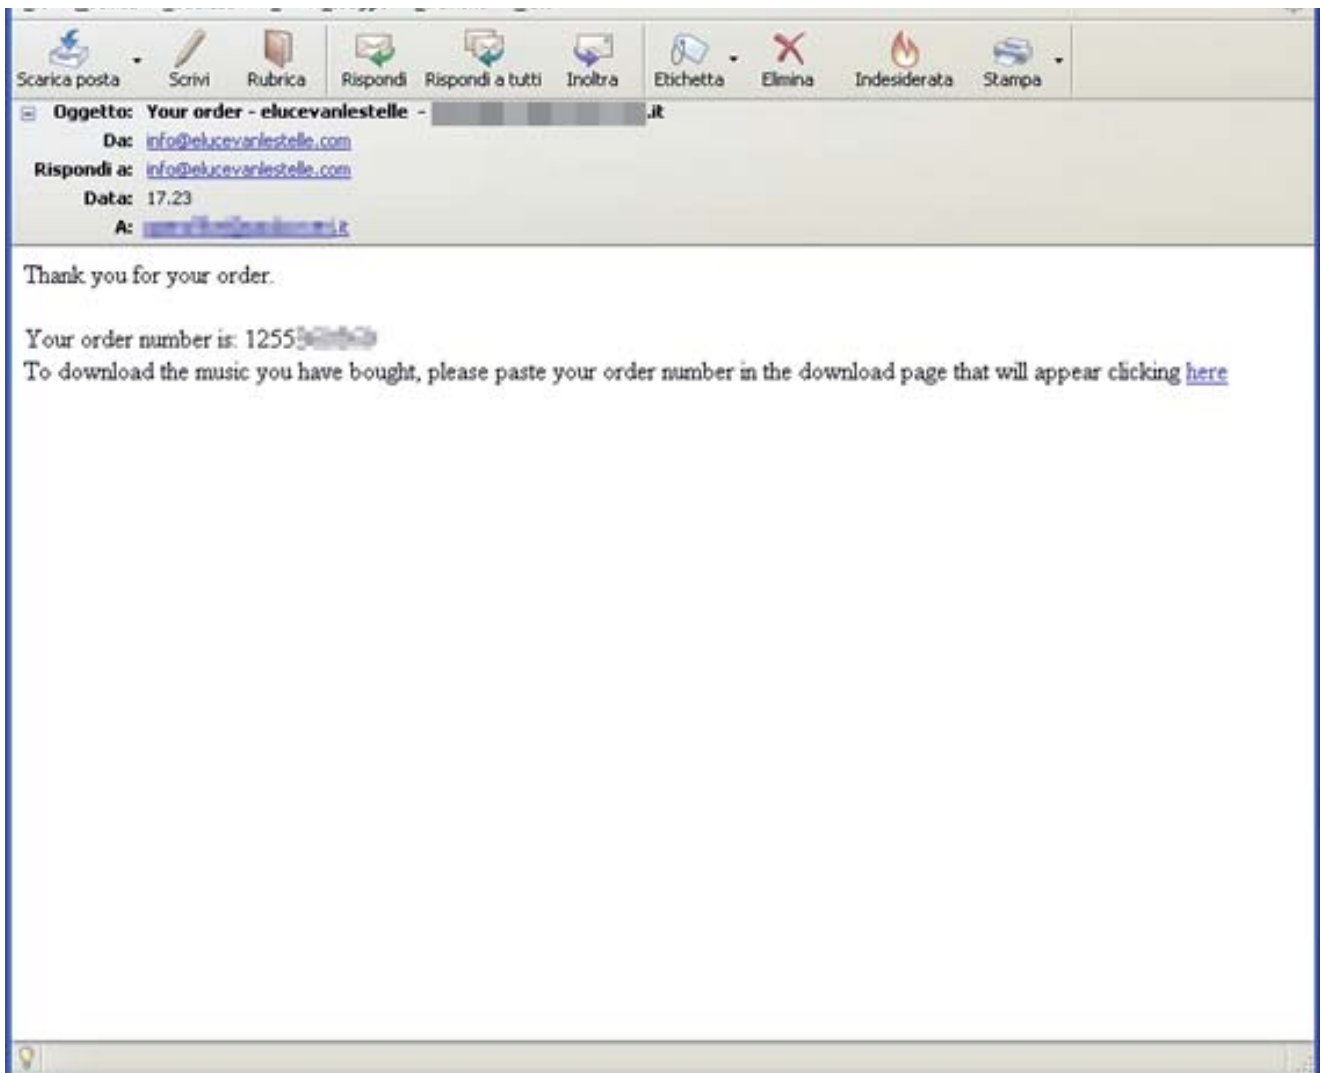 Scarica posta Scrivi Rubrica Rispondi Rispondi a tutti Inoltra Etichetta Elimina Indesiderata Stampa
Oggetto: Your order - elucevanlestelle - .it
Da: info@elucevanlestelle.com
Rispondi a: info@elucevanlestelle.com
Data: 17.23
A: .it
Thank you for your order.
Your order number is: 1255
To download the music you have bought, please paste your order number in the download page that will appear clicking here